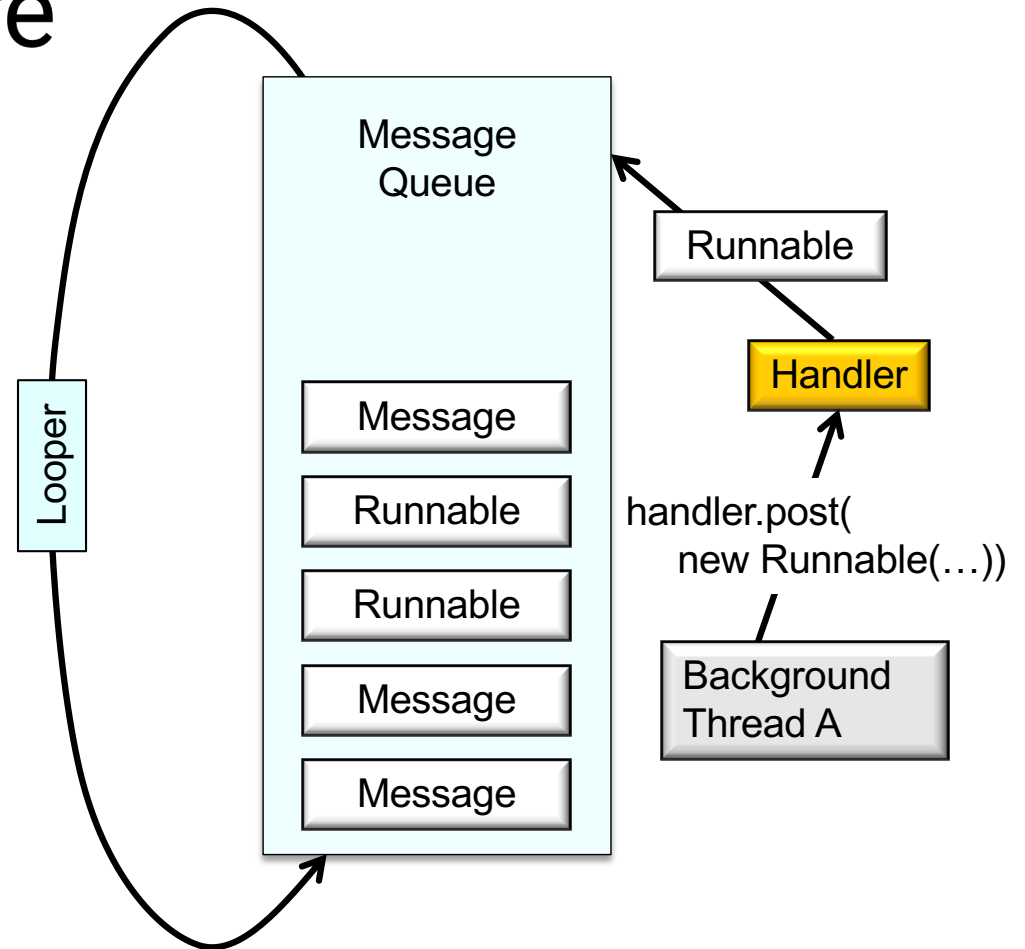 Message
Queue
Runnable
Handler
Looper
Message
Runnable
handler.post(
new Runnable(…))
Runnable
Message
Background
Thread A
Message